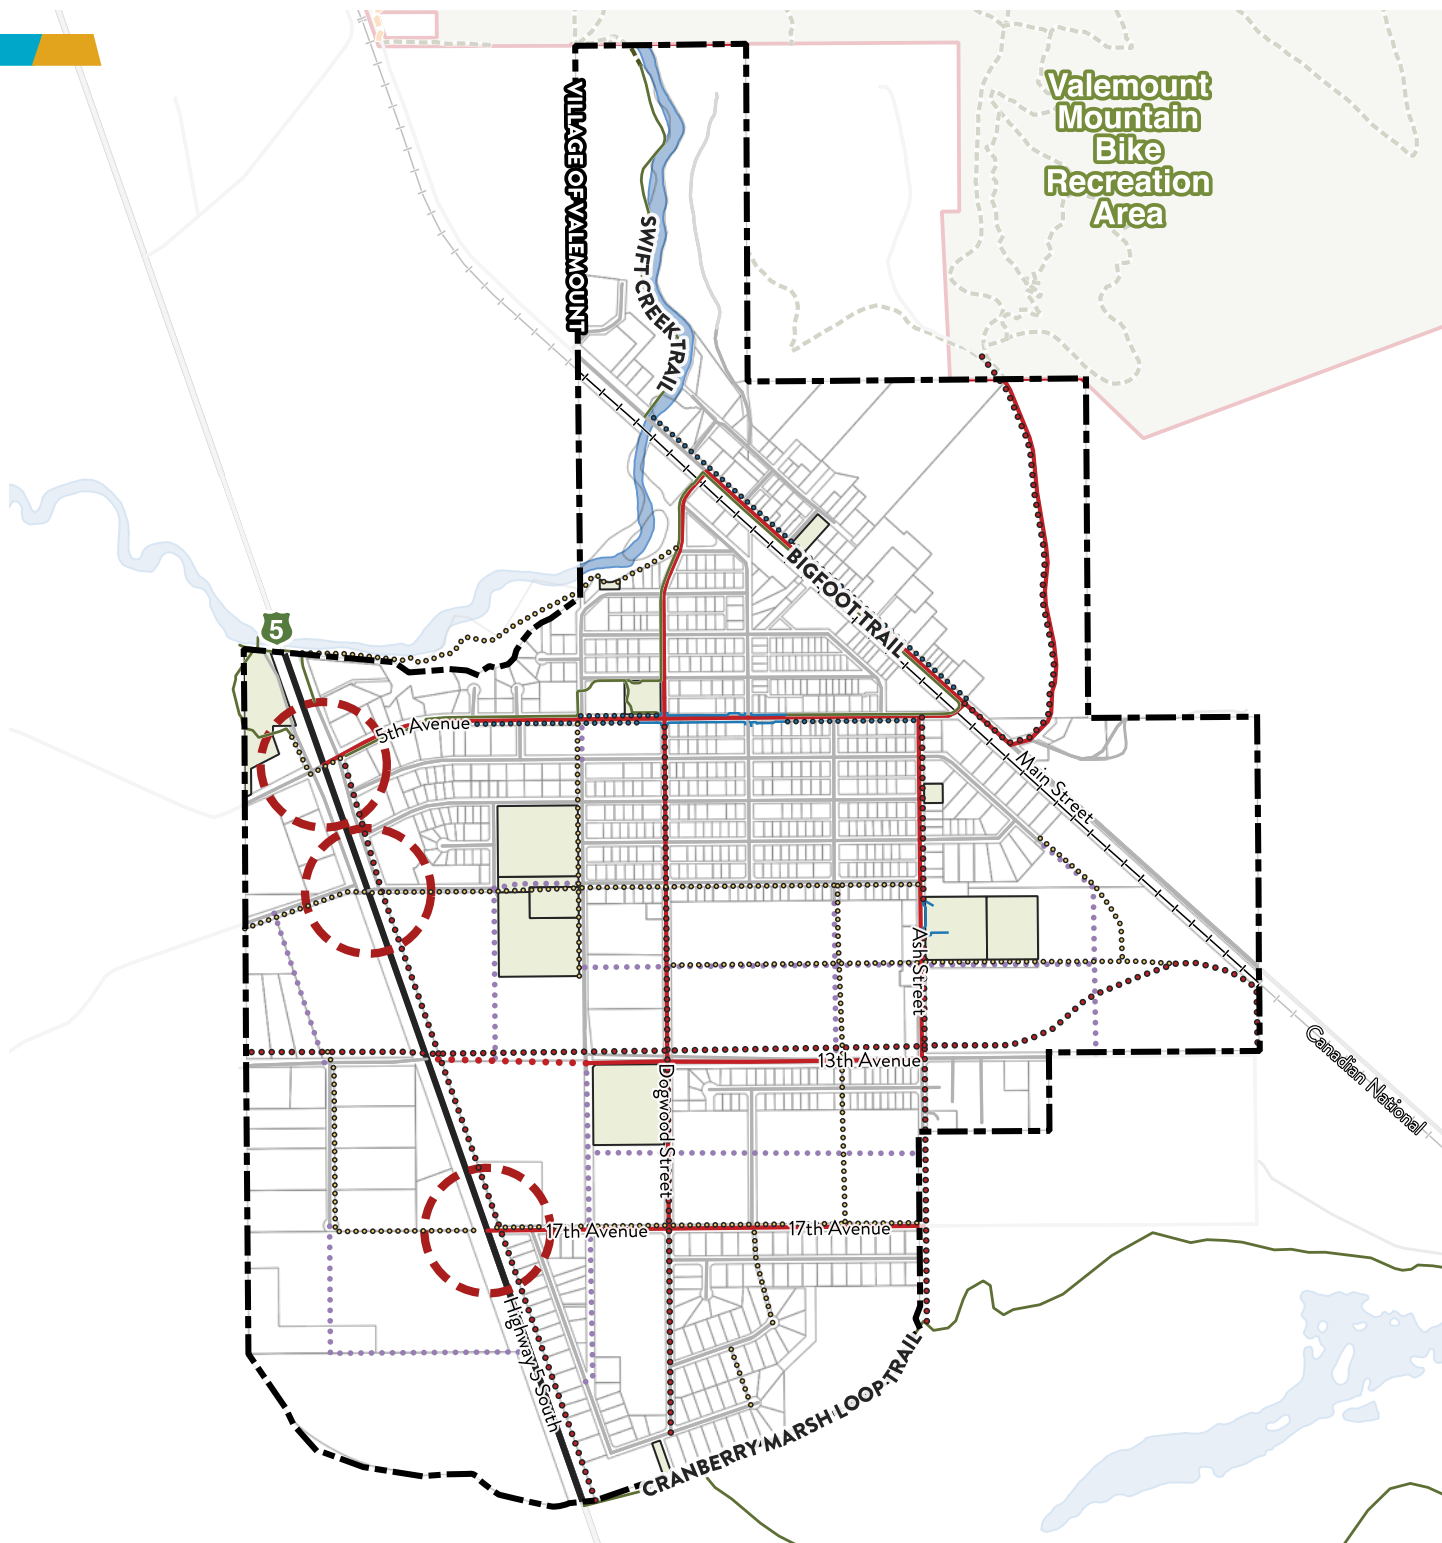 Valemount
Mountain
Bike
Recreation
Area
VILLAGE OF VALEMOUNT
SWIFT CREEK TRAIL
BIGFOOT TRAIL
5
5th Avenue
Main Street
Ash Street
13th Avenue
Dogwood Street
Canadian National
17th Avenue
17th Avenue
Highway 5 South
CRANBERRY MARSH LOOP TRAIL